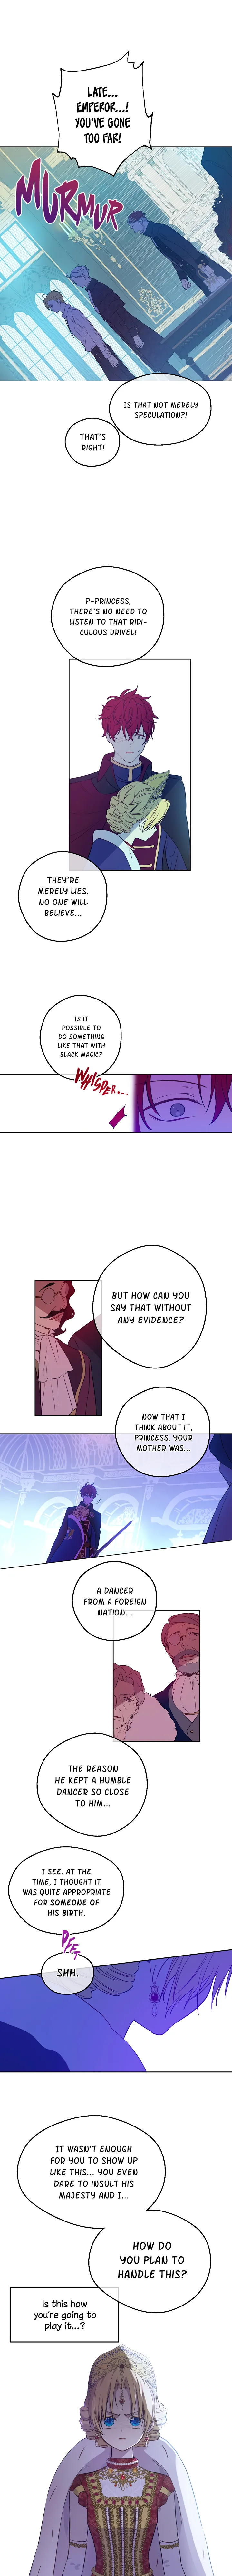 LATE...
EMPEROR...!
YOU'VE GONE
TOO FAR!
MURMUR
IS THAT NOT MERELY
SPECULATION?!
THAT'S
RIGHT!
P-PRINCESS,
THERE'S NO NEED TO
LISTEN TO THAT RIDI-
CULOUS DRIVEL!
THEY'RE
MERELY LIES.
NO ONE WILL
BELIEVE...
IS IT
POSSIBLE TO
DO SOMETHING
LIKE THAT WITH
BLACK MAGIC?
WHISPER...
BUT HOW CAN YOU
SAY THAT WITHOUT
ANY EVIDENCE?
NOW THAT I
THINK ABOUT IT,
PRINCESS, YOUR
MOTHER WAS...
A DANCER
FROM A FOREIGN
NATION...
THE REASON
HE KEPT A HUMBLE
DANCER SO CLOSE
TO HIM...
I SEE. AT THE
TIME, I THOUGHT IT
WAS QUITE APPROPRIATE
FOR SOMEONE OF
HIS BIRTH.
SHH.
IT WASN'T ENOUGH
FOR YOU TO SHOW UP
LIKE THIS... YOU EVEN
DARE TO INSULT HIS
MAJESTY AND I...
HOW DO
YOU PLAN TO
HANDLE THIS?
Is this how
you're going to
play it...?